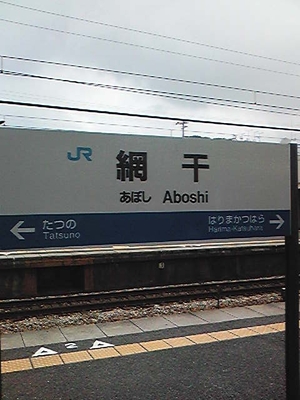 JR 網干
あぼし Aboshi
← たつの はりまかつはら →
Tatsuno Harima-Katsuhara
△ 2 △